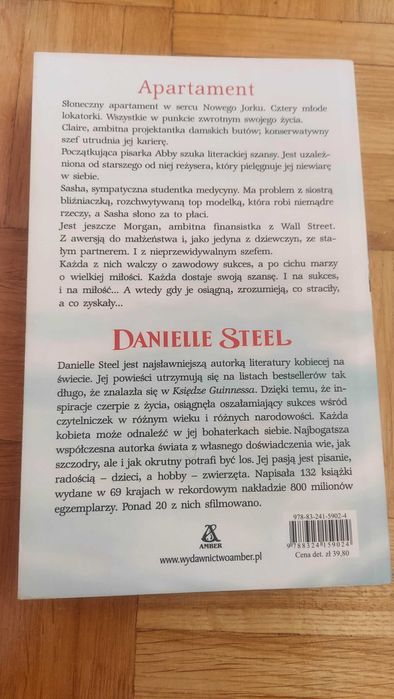 Apartament
Słoneczny apartament w sercu Nowego Jorku. Cztery młode
lokatorki. Wszystkie w punkcie zwrotnym swojego życia.
Claire, ambitna projektantka damskich butów; konserwatywny
szef utrudnia jej karierę.
Początkująca pisarka Abby szuka literackiej szansy. Jest uzależ-
niona od starszego od niej reżysera, który pielęgnuje jej niewiarę
w siebie.
Sasha, sympatyczna studentka medycyny. Ma problem z siostrą
bliźniaczką, rozchwytywaną top modelką, która robi niemądre
rzeczy, a Sasha słono za to płaci.
Jest jeszcze Morgan, ambitna finansistka z Wall Street.
Z awersją do małżeństwa i, jako jedyna z dziewczyn, ze sta-
łym partnerem. I z nieprzewidywalnym szefem.
Każda z nich walczy o zawodowy sukces, a po cichu marzy
o wielkiej miłości. Każda dostaje swoją szansę. I na sukces,
i na miłość... A wtedy gdy je osiągną, zrozumieją, co straciły,
a co zyskały...
DANIELLE STEEL
Danielle Steel jest najsławniejszą autorką literatury kobiecej na
świecie. Jej powieści utrzymują się na listach bestsellerów tak
długo, że znalazła się w Księdze Guinnessa. Dzięki temu, że in-
spiracje czerpie z życia, osiągnęła oszałamiający sukces wśród
czytelniczek w różnym wieku i różnych narodowości. Każda
kobieta może odnaleźć w jej bohaterkach siebie. Najbogatsza
współczesna autorka świata z własnego doświadczenia wie, jak
szczodry, ale i jak okrutny potrafi być los. Jej pasją jest pisanie,
radością – dzieci, a hobby – zwierzęta. Napisała 132 książki
wydane w 69 krajach w rekordowym nakładzie 800 milionów
egzemplarzy. Ponad 20 z nich sfilmowano.
978-83-241-5902-4
9788324159024
Cena det. zł 39,80
AMBER
www.wydawnictwoamber.pl